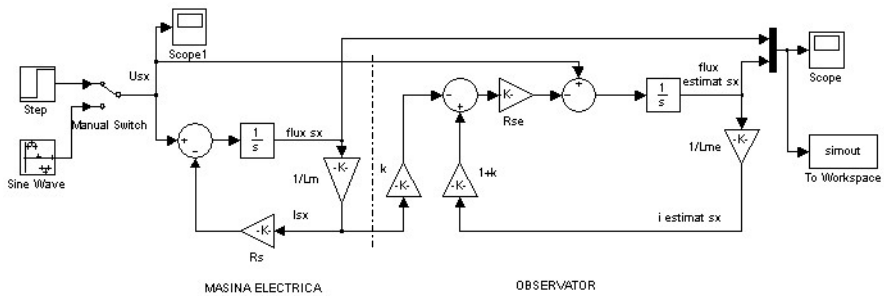 Scope1
Usx
Step
Manual Switch
Sine Wave
+
-
1
s
flux sx
-K-
1/Lm
Isx
-K-
Rs
k
-K-
-
+
K-
Rse
+
-
1
s
flux
estimat sx
-K-
1/Lme
-K-
1+k
i estimat sx
Scope
simout
To Workspace
MASINA ELECTRICA
OBSERVATOR